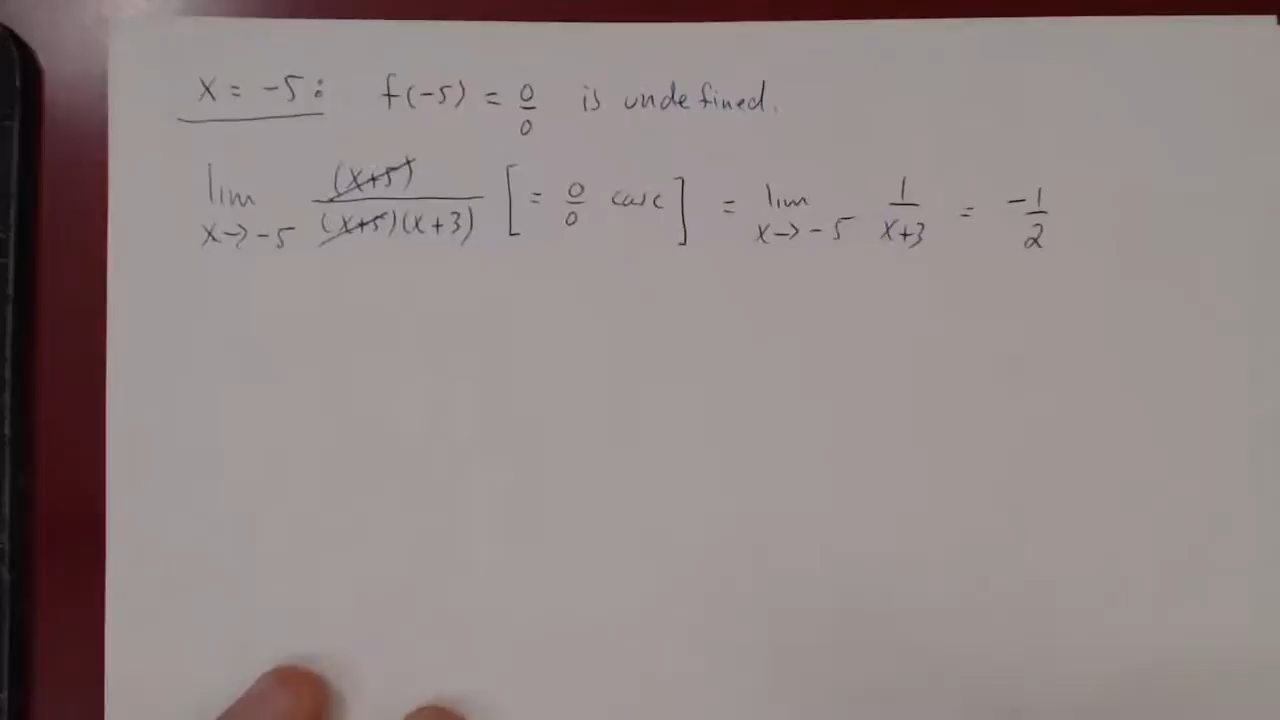 x = -5: f(-5) = 0/0 is undefined.
lim x→-5 (x+5)/((x+5)(x+3)) [= 0/0 case] = lim x→-5 1/(x+3) = -1/2